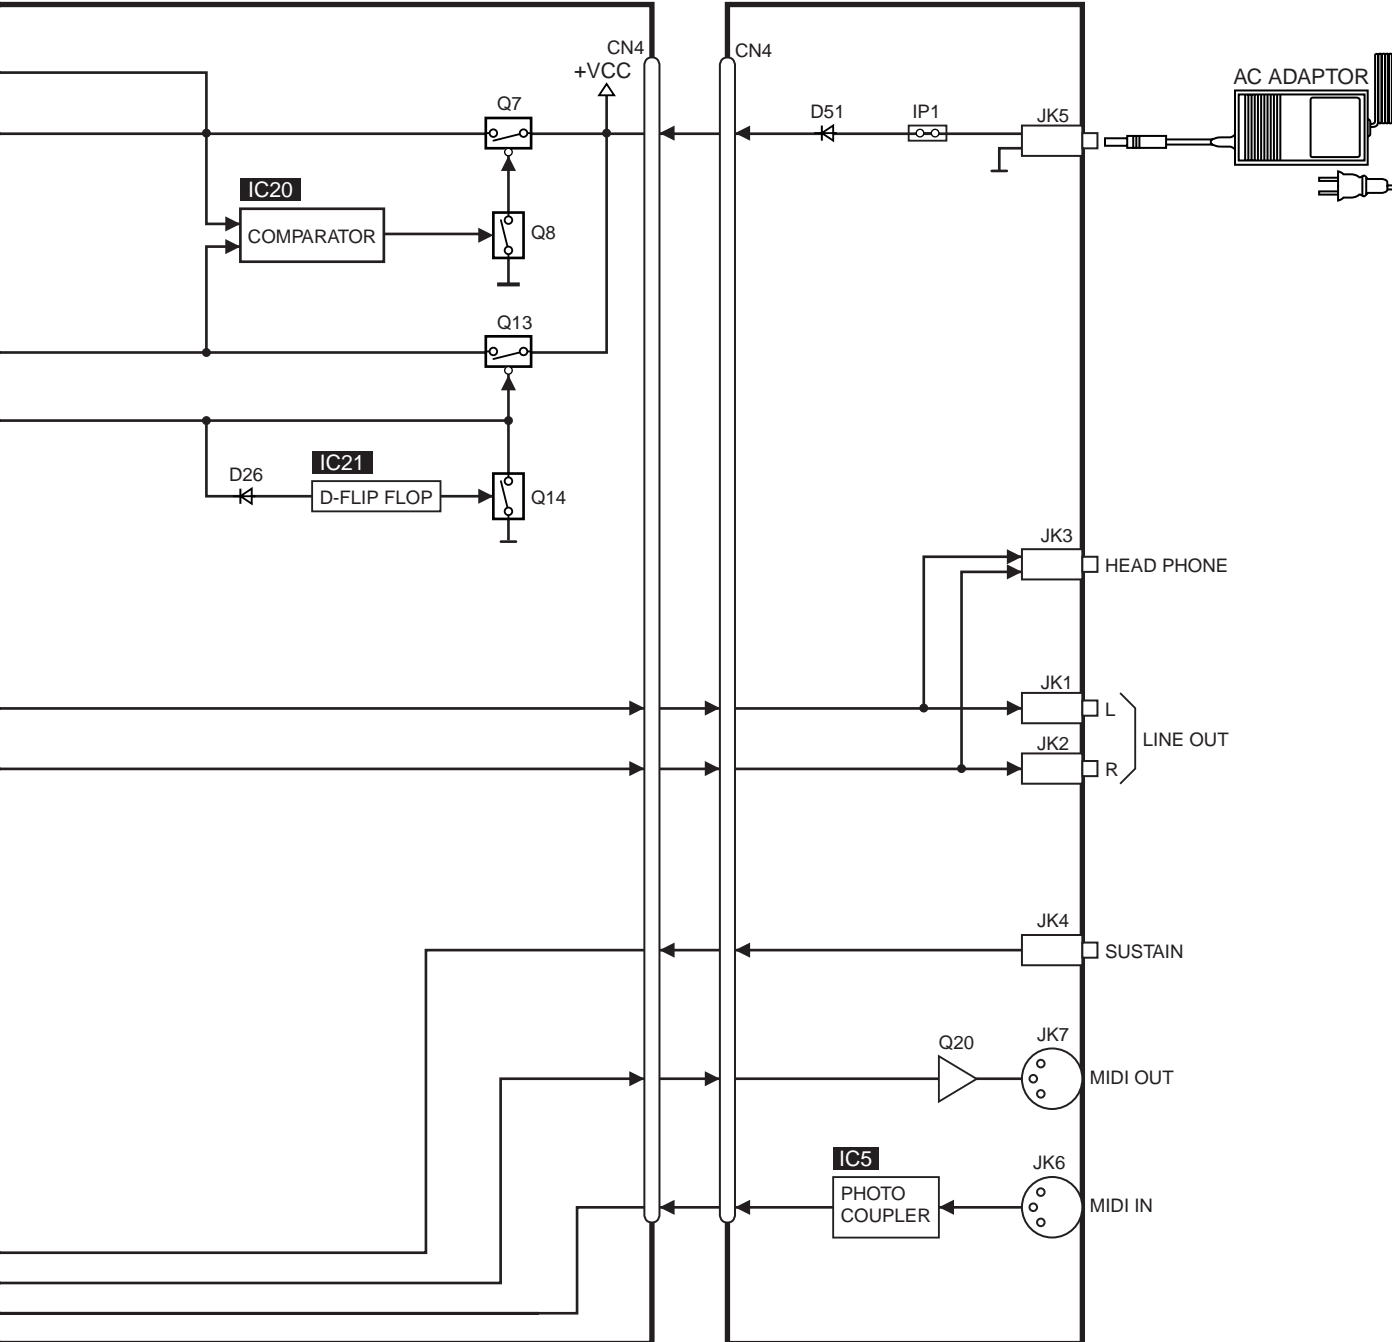 CN4
CN4
+VCC
AC ADAPTOR
Q7
D51
IP1
JK5
IC20
COMPARATOR
Q8
Q13
IC21
D26
D-FLIP FLOP
Q14
JK3
HEAD PHONE
JK1
L
LINE OUT
JK2
R
JK4
SUSTAIN
Q20
JK7
MIDI OUT
IC5
JK6
PHOTO
COUPLER
MIDI IN